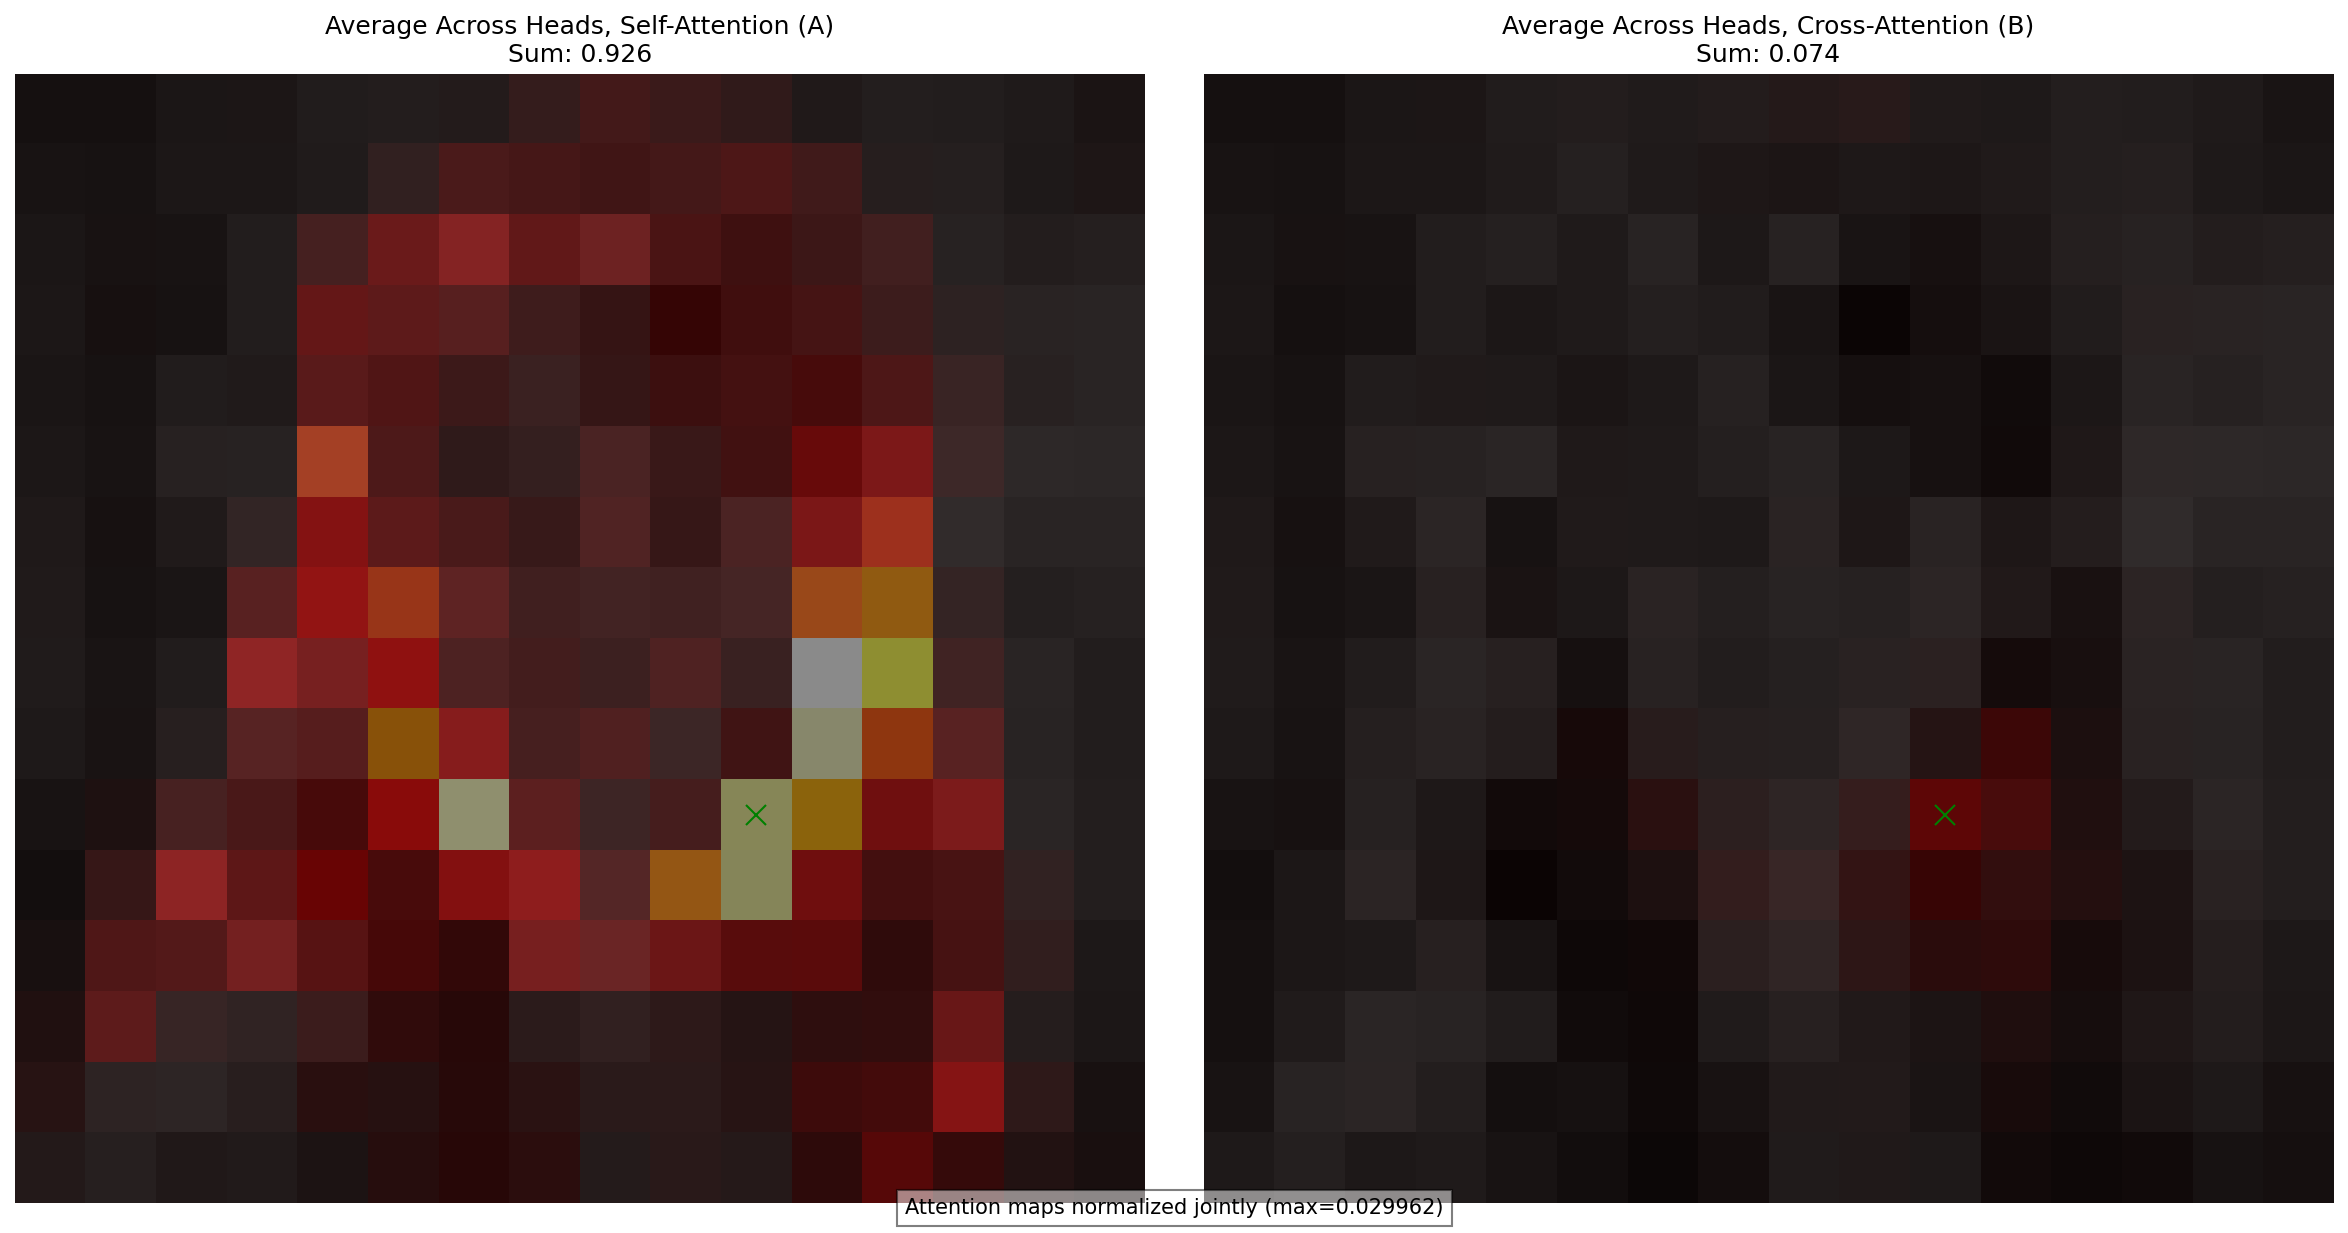 Average Across Heads, Self-Attention (A)
Sum: 0.926
Average Across Heads, Cross-Attention (B)
Sum: 0.074
Attention maps normalized jointly (max=0.029962)